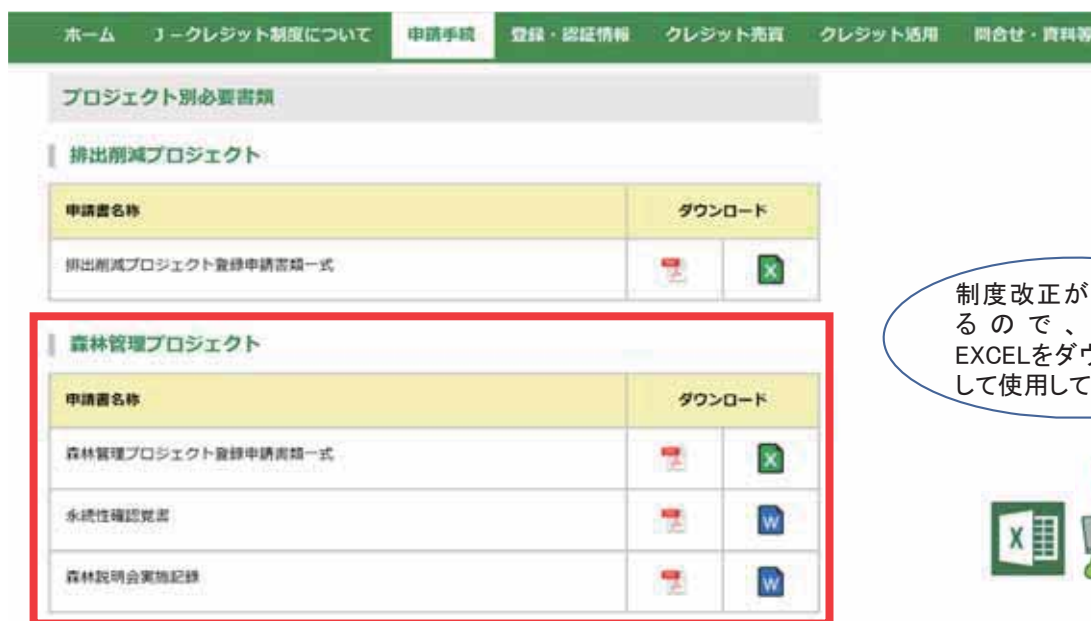 ホーム J-クレジット制度について 申請手続 登録・認証情報 クレジット売買 クレジット活用 問合せ・資料等
プロジェクト別必要書類
排出削減プロジェクト
申請書名称 ダウンロード
排出削減プロジェクト登録申請書類一式
森林管理プロジェクト
申請書名称 ダウンロード
森林管理プロジェクト登録申請書類一式
永続性確認覚書
森林説明会実施記録
制度改正が
るので、
EXCELをダウ
して使用して
X
W
W
X